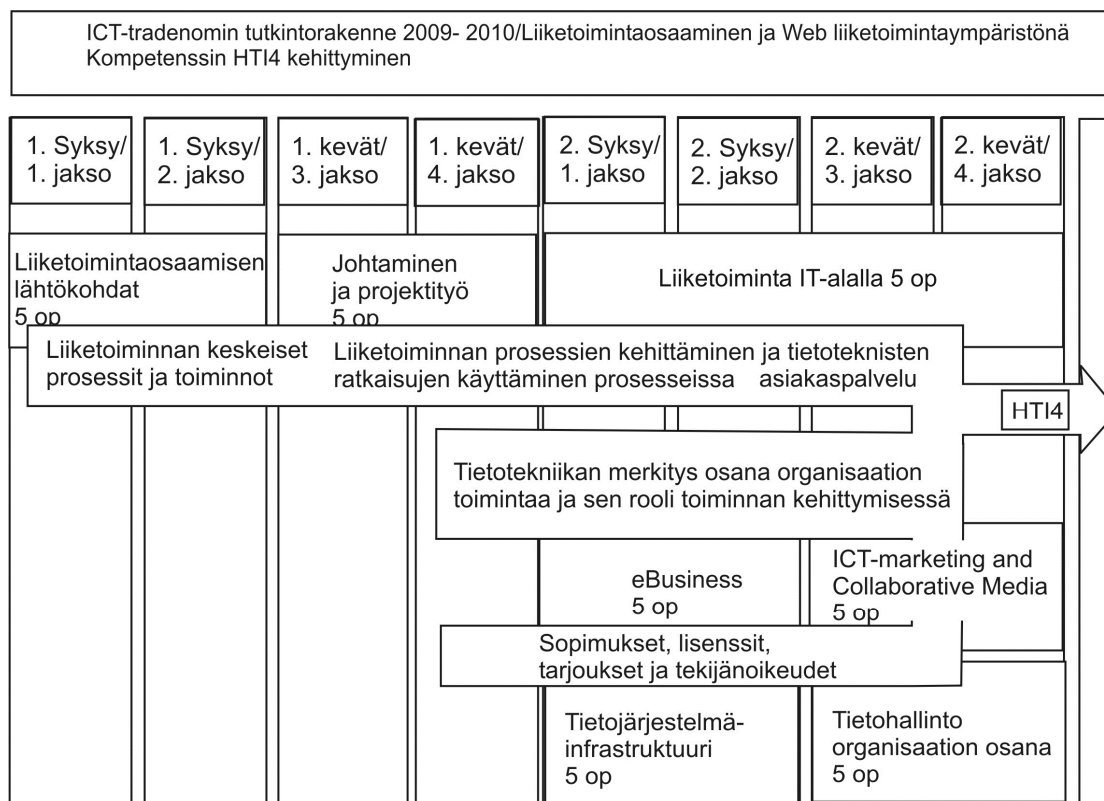 ICT-tradenomin tutkintorakenne 2009- 2010/Liiketoimintaosaaminen ja Web liiketoimintaympäristönä
Kompetenssin HTI4 kehittyminen
1. Syksy/
1. jakso
1. Syksy/
2. jakso
1. kevät/
3. jakso
1. kevät/
4. jakso
2. Syksy/
1. jakso
2. Syksy/
2. jakso
2. kevät/
3. jakso
2. kevät/
4. jakso
Liiketoimintaosaamisen
lähtökohdat
5 op
Johtaminen
ja projektityö
5 op
Liiketoiminta IT-alalla 5 op
Liiketoiminnan keskeiset
prosessit ja toiminnot
Liiketoiminnan prosessien kehittäminen ja tietoteknisten
ratkaisujen käyttäminen prosesseissa asiakaspalvelu
HTI4
Tietotekniikan merkitys osana organisaation
toimintaa ja sen rooli toiminnan kehittymisessä
eBusiness
5 op
ICT-marketing and
Collaborative Media
5 op
Sopimukset, lisenssit,
tarjoukset ja tekijänoikeudet
Tietojärjestelmä-
infrastruktuuri
5 op
Tietohallinto
organisaation osana
5 op